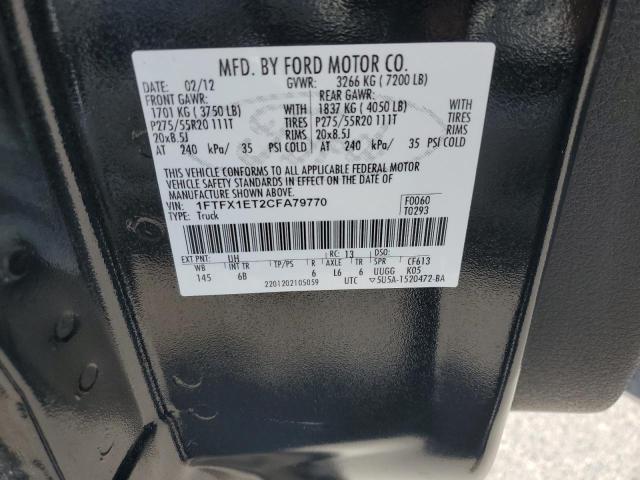 MFD. BY FORD MOTOR CO.
DATE: 02/12 GVWR: 3266 KG ( 7200 LB)
FRONT GAWR: REAR GAWR:
1701 KG ( 3750 LB) WITH 1837 KG ( 4050 LB) WITH
P275/55R20 111T TIRES P275/55R20 111T TIRES
20x8.5J RIMS 20x8.5J RIMS
AT 240 kPa/ 35 PSI COLD AT 240 kPa/ 35 PSI COLD
THIS VEHICLE CONFORMS TO ALL APPLICABLE FEDERAL MOTOR
VEHICLE SAFETY STANDARDS IN EFFECT ON THE DATE OF
MANUFACTURE SHOWN ABOVE.
VIN: 1FTFX1ET2CFA79770 F0060
TYPE: Truck T0293
EXT PNT: UH RC: 13 DSO:
WB INT TR TP/PS R AXLE TR SPR CF613
145 6B 6 L6 6 UUGG K05
2201202105059 UTC ▽5U5A-1520472-BA